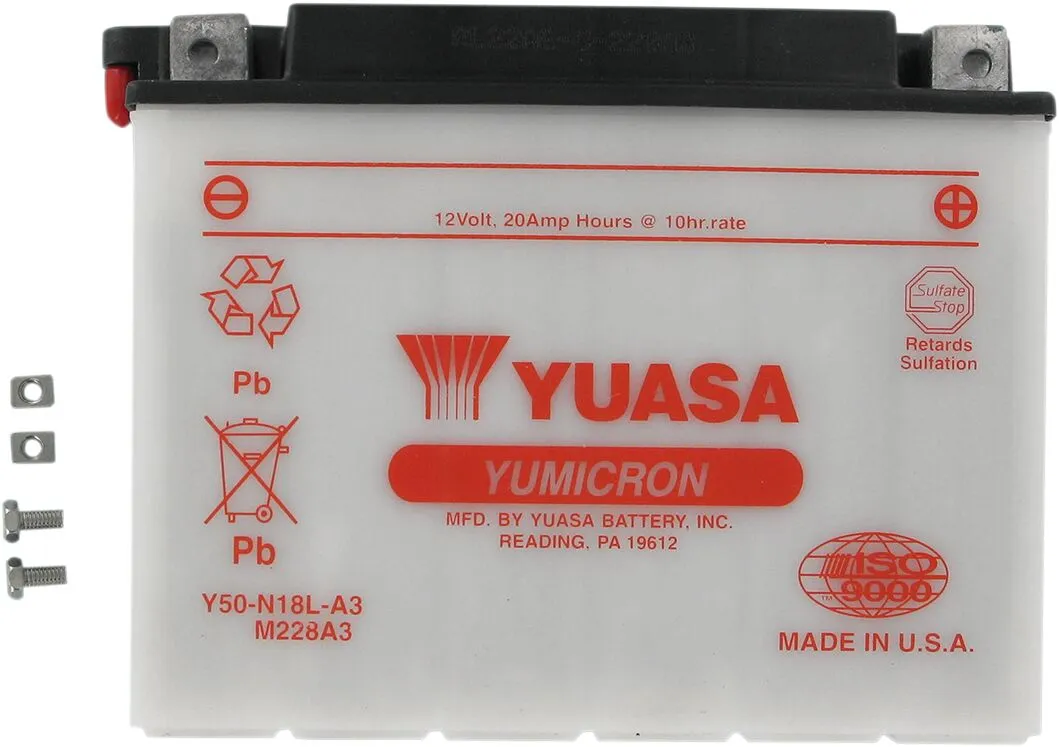 12Volt, 20Amp Hours @ 10hr.rate
Sulfate
Stop
Retards
Sulfation
Pb
YUASA
YUMICRON
MFD. BY YUASA BATTERY, INC.
READING, PA 19612
Pb
ISO
9000
TM
Y50-N18L-A3
M228A3
MADE IN U.S.A.